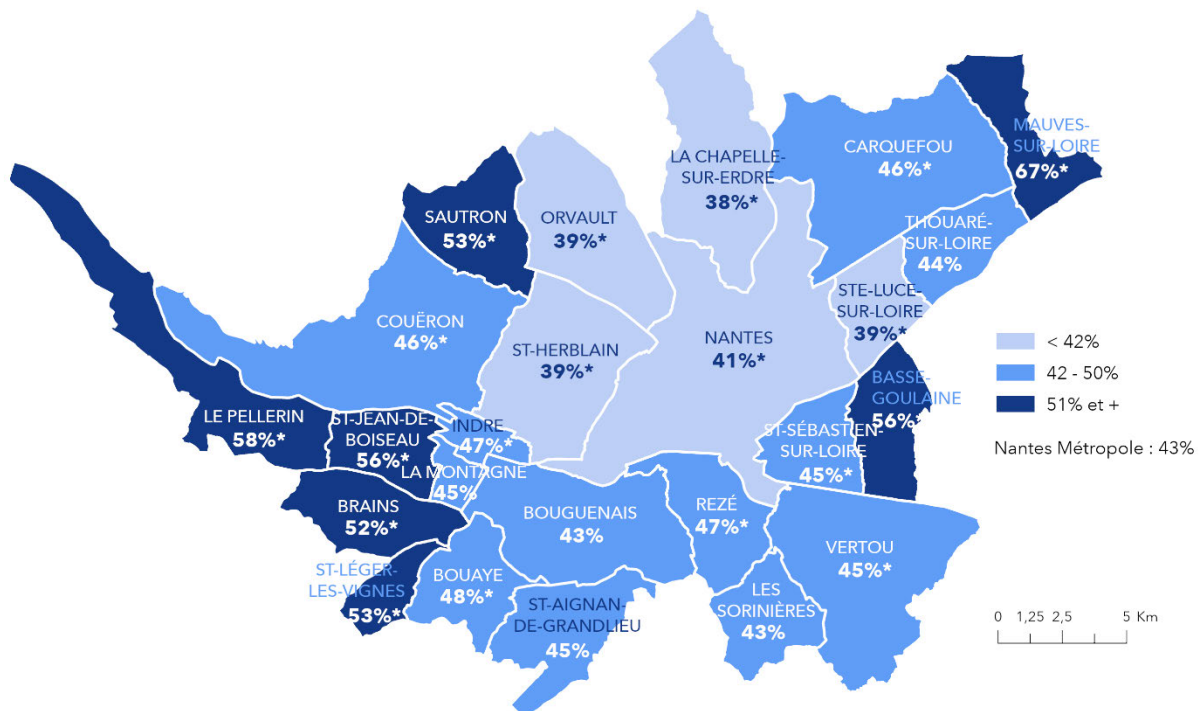 MAUVES-
SUR-LOIRE
67%*
CARQUEFOU
46%*
LA CHAPELLE-
SUR-ERDRE
38%*
SAUTRON
53%*
ORVAULT
39%*
THOUARÉ-
SUR-LOIRE
44%
STE-LUCE-
SUR-LOIRE
39%*
COUËRON
46%*
ST-HERBLAIN
39%*
NANTES
41%*
< 42%
42 - 50%
51% et +
Nantes Métropole : 43%
BASSE-
GOULAINE
56%*
LE PELLERIN
58%*
ST-JEAN-DE-
BOISEAU
56%*
INDRE
47%*
ST-SÉBASTIEN-
SUR-LOIRE
45%*
LA MONTAGNE
45%
BRAINS
52%*
BOUGUENAIS
43%
REZÉ
47%*
VERTOU
45%*
ST-LÉGER-
LES-VIGNES
53%*
BOUAYE
48%*
ST-AIGNAN-
DE-GRANDLIEU
45%
LES
SORINIÈRES
43%
0 1,25 2,5 5 Km